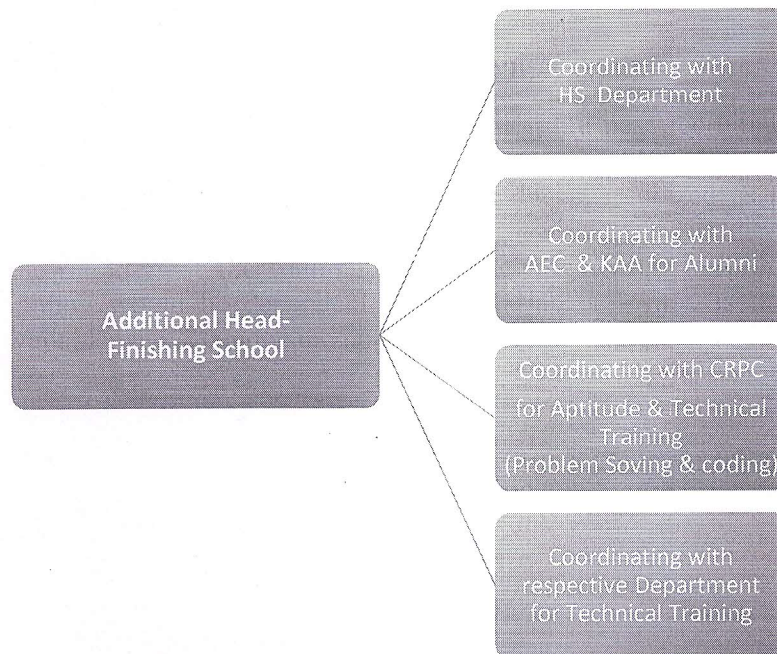 Additional Head-
Finishing School
Coordinating with
HS Department
Coordinating with
AEC & KAA for Alumni
Coordinating with CRPC
for Aptitude & Technical
Training
(Problem Soving & coding)
Coordinating with
respective Department
for Technical Training